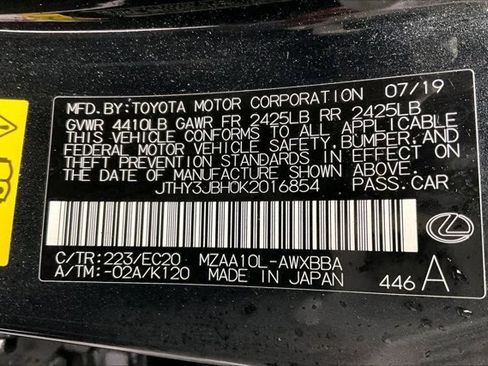 MFD. BY: TOYOTA MOTOR CORPORATION 07/19
GVWR 4410LB GAWR FR 2425LB RR 2425LB
THIS VEHICLE CONFORMS TO ALL APPLICABLE
FEDERAL MOTOR VEHICLE SAFETY, BUMPER, AND
THEFT PREVENTION STANDARDS IN EFFECT ON
THE DATE OF MANUFACTURE SHOWN ABOVE.
JTHY3JBH0K2016854 PASS.CAR
C/TR: 223/EC20 MZAA10L-AWXBBA
A/TM: -02A/K120 MADE IN JAPAN 446 A